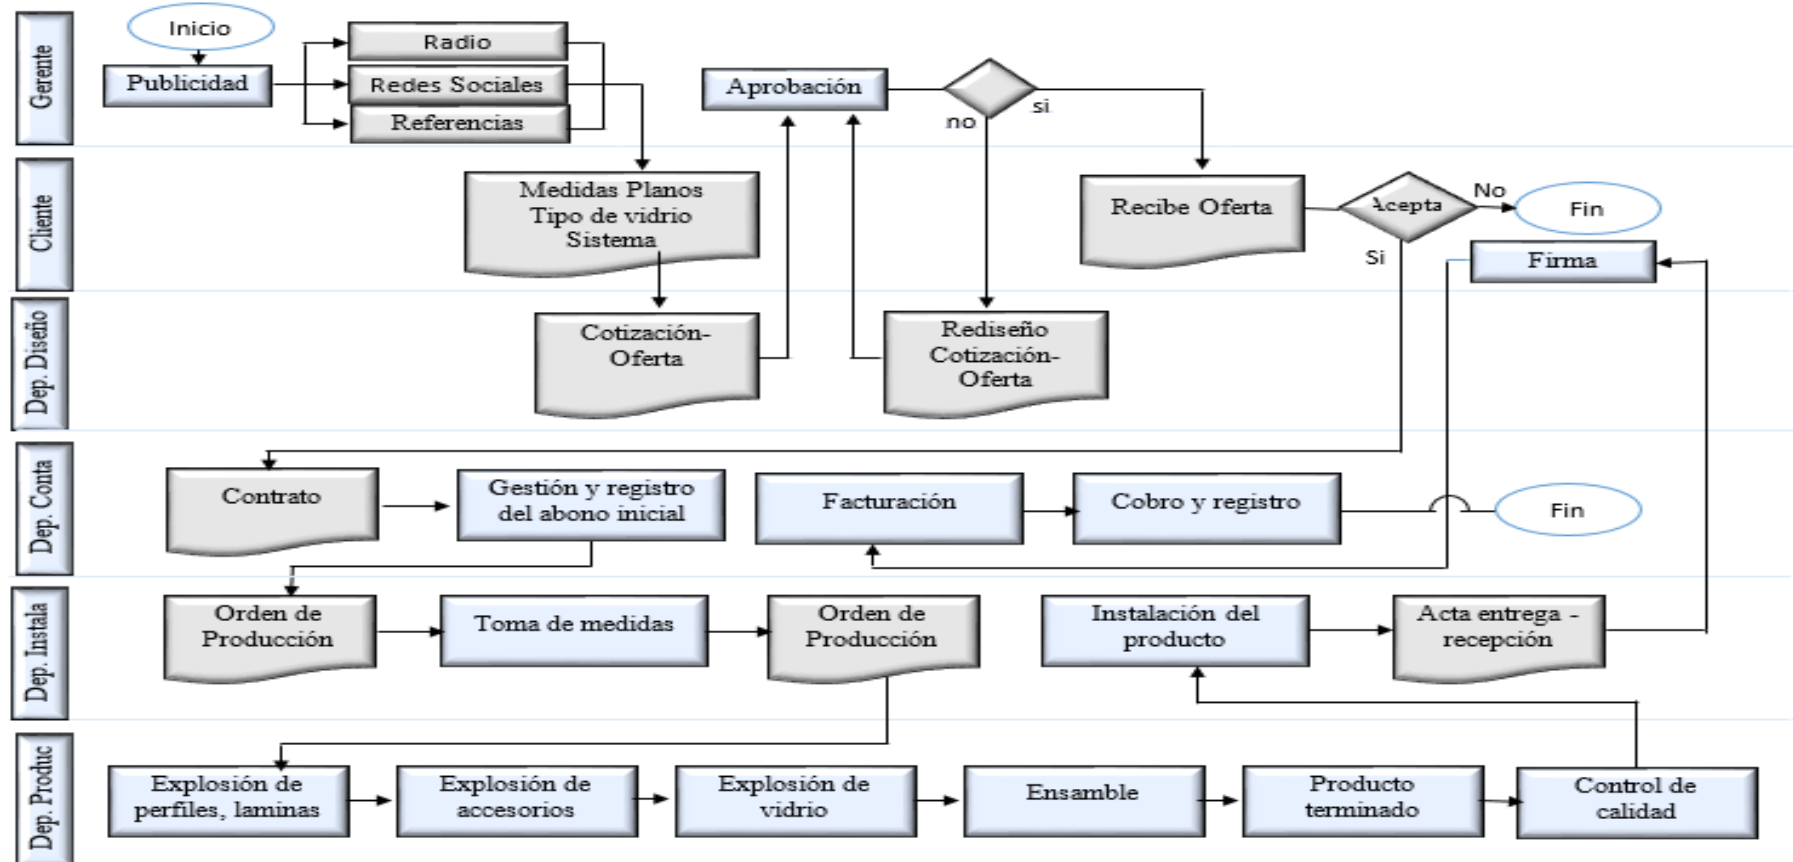 Gerente
Inicio
Publicidad
Radio
Redes Sociales
Referencias
Aprobación
no
si
Cliente
Medidas Planos
Tipo de vidrio
Sistema
Recibe Oferta
Acepta
No
Fin
Si
Firma
Dep. Diseño
Cotización-
Oferta
Rediseño
Cotización-
Oferta
Dep. Conta
Contrato
Gestión y registro
del abono inicial
Facturación
Cobro y registro
Fin
Dep. Instala
Orden de
Producción
Toma de medidas
Orden de
Producción
Instalación del
producto
Acta entrega -
recepción
Dep. Produc
Explosión de
perfiles, laminas
Explosión de
accesorios
Explosión de
vidrio
Ensamble
Producto
terminado
Control de
calidad